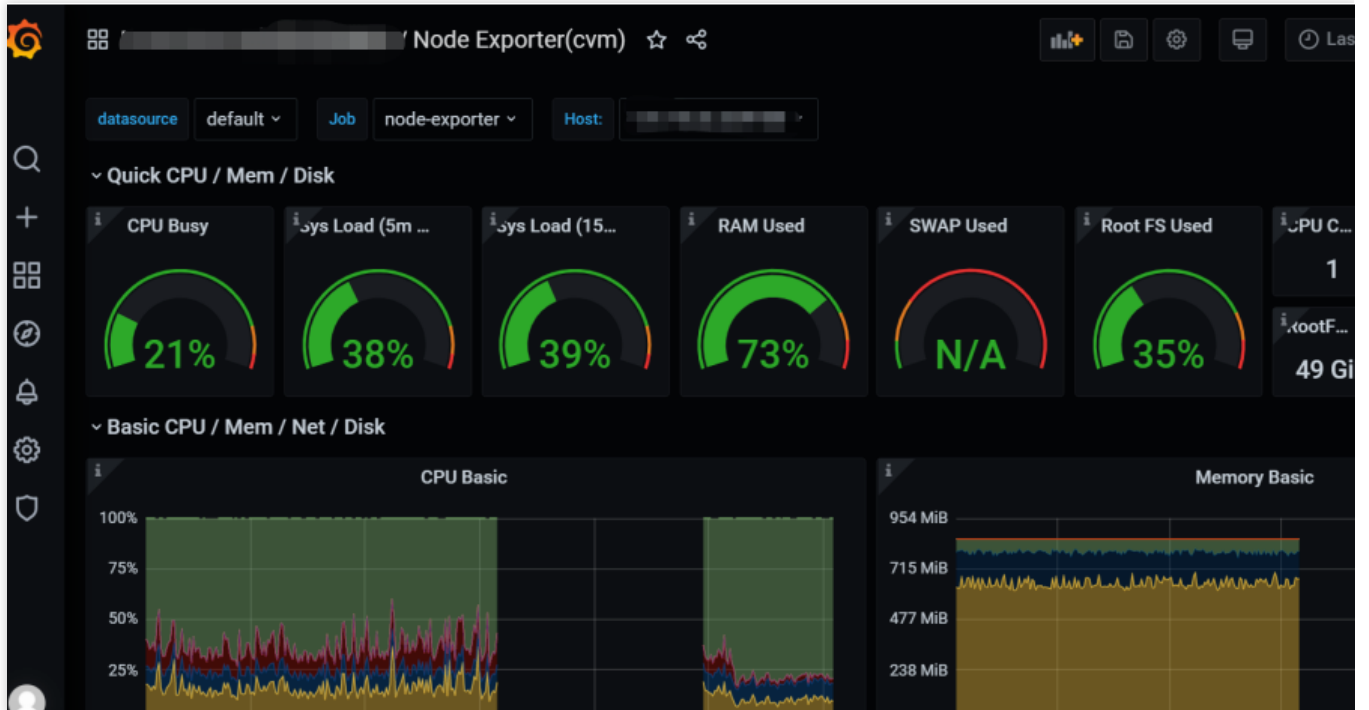 / Node Exporter(cvm)
Las
datasource default Job node-exporter Host:
Quick CPU / Mem / Disk
CPU Busy
21%
Sys Load (5m ...
38%
Sys Load (15...
39%
RAM Used
73%
SWAP Used
N/A
Root FS Used
35%
CPU C...
1
RootF...
49 Gi
Basic CPU / Mem / Net / Disk
CPU Basic
100%
75%
50%
25%
Memory Basic
954 MiB
715 MiB
477 MiB
238 MiB